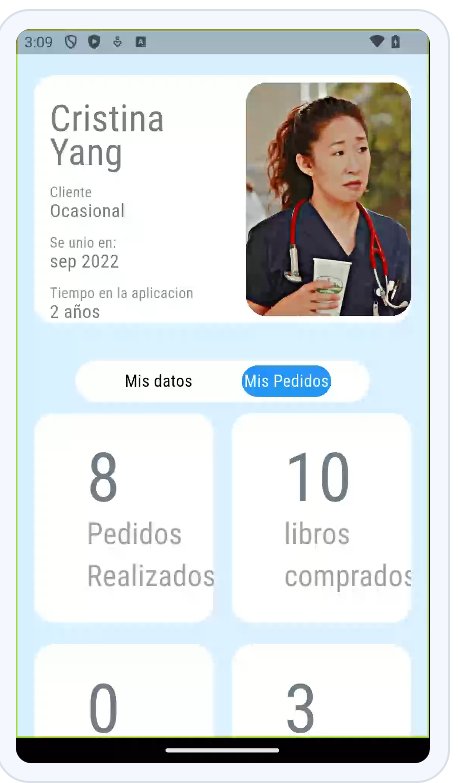 3:09
A
Cristina
Yang
Cliente
Ocasional
Se unio en:
sep 2022
Tiempo en la aplicacion
2 años
Mis datos
Mis Pedidos
8
Pedidos
Realizados
10
libros
comprados
0
3